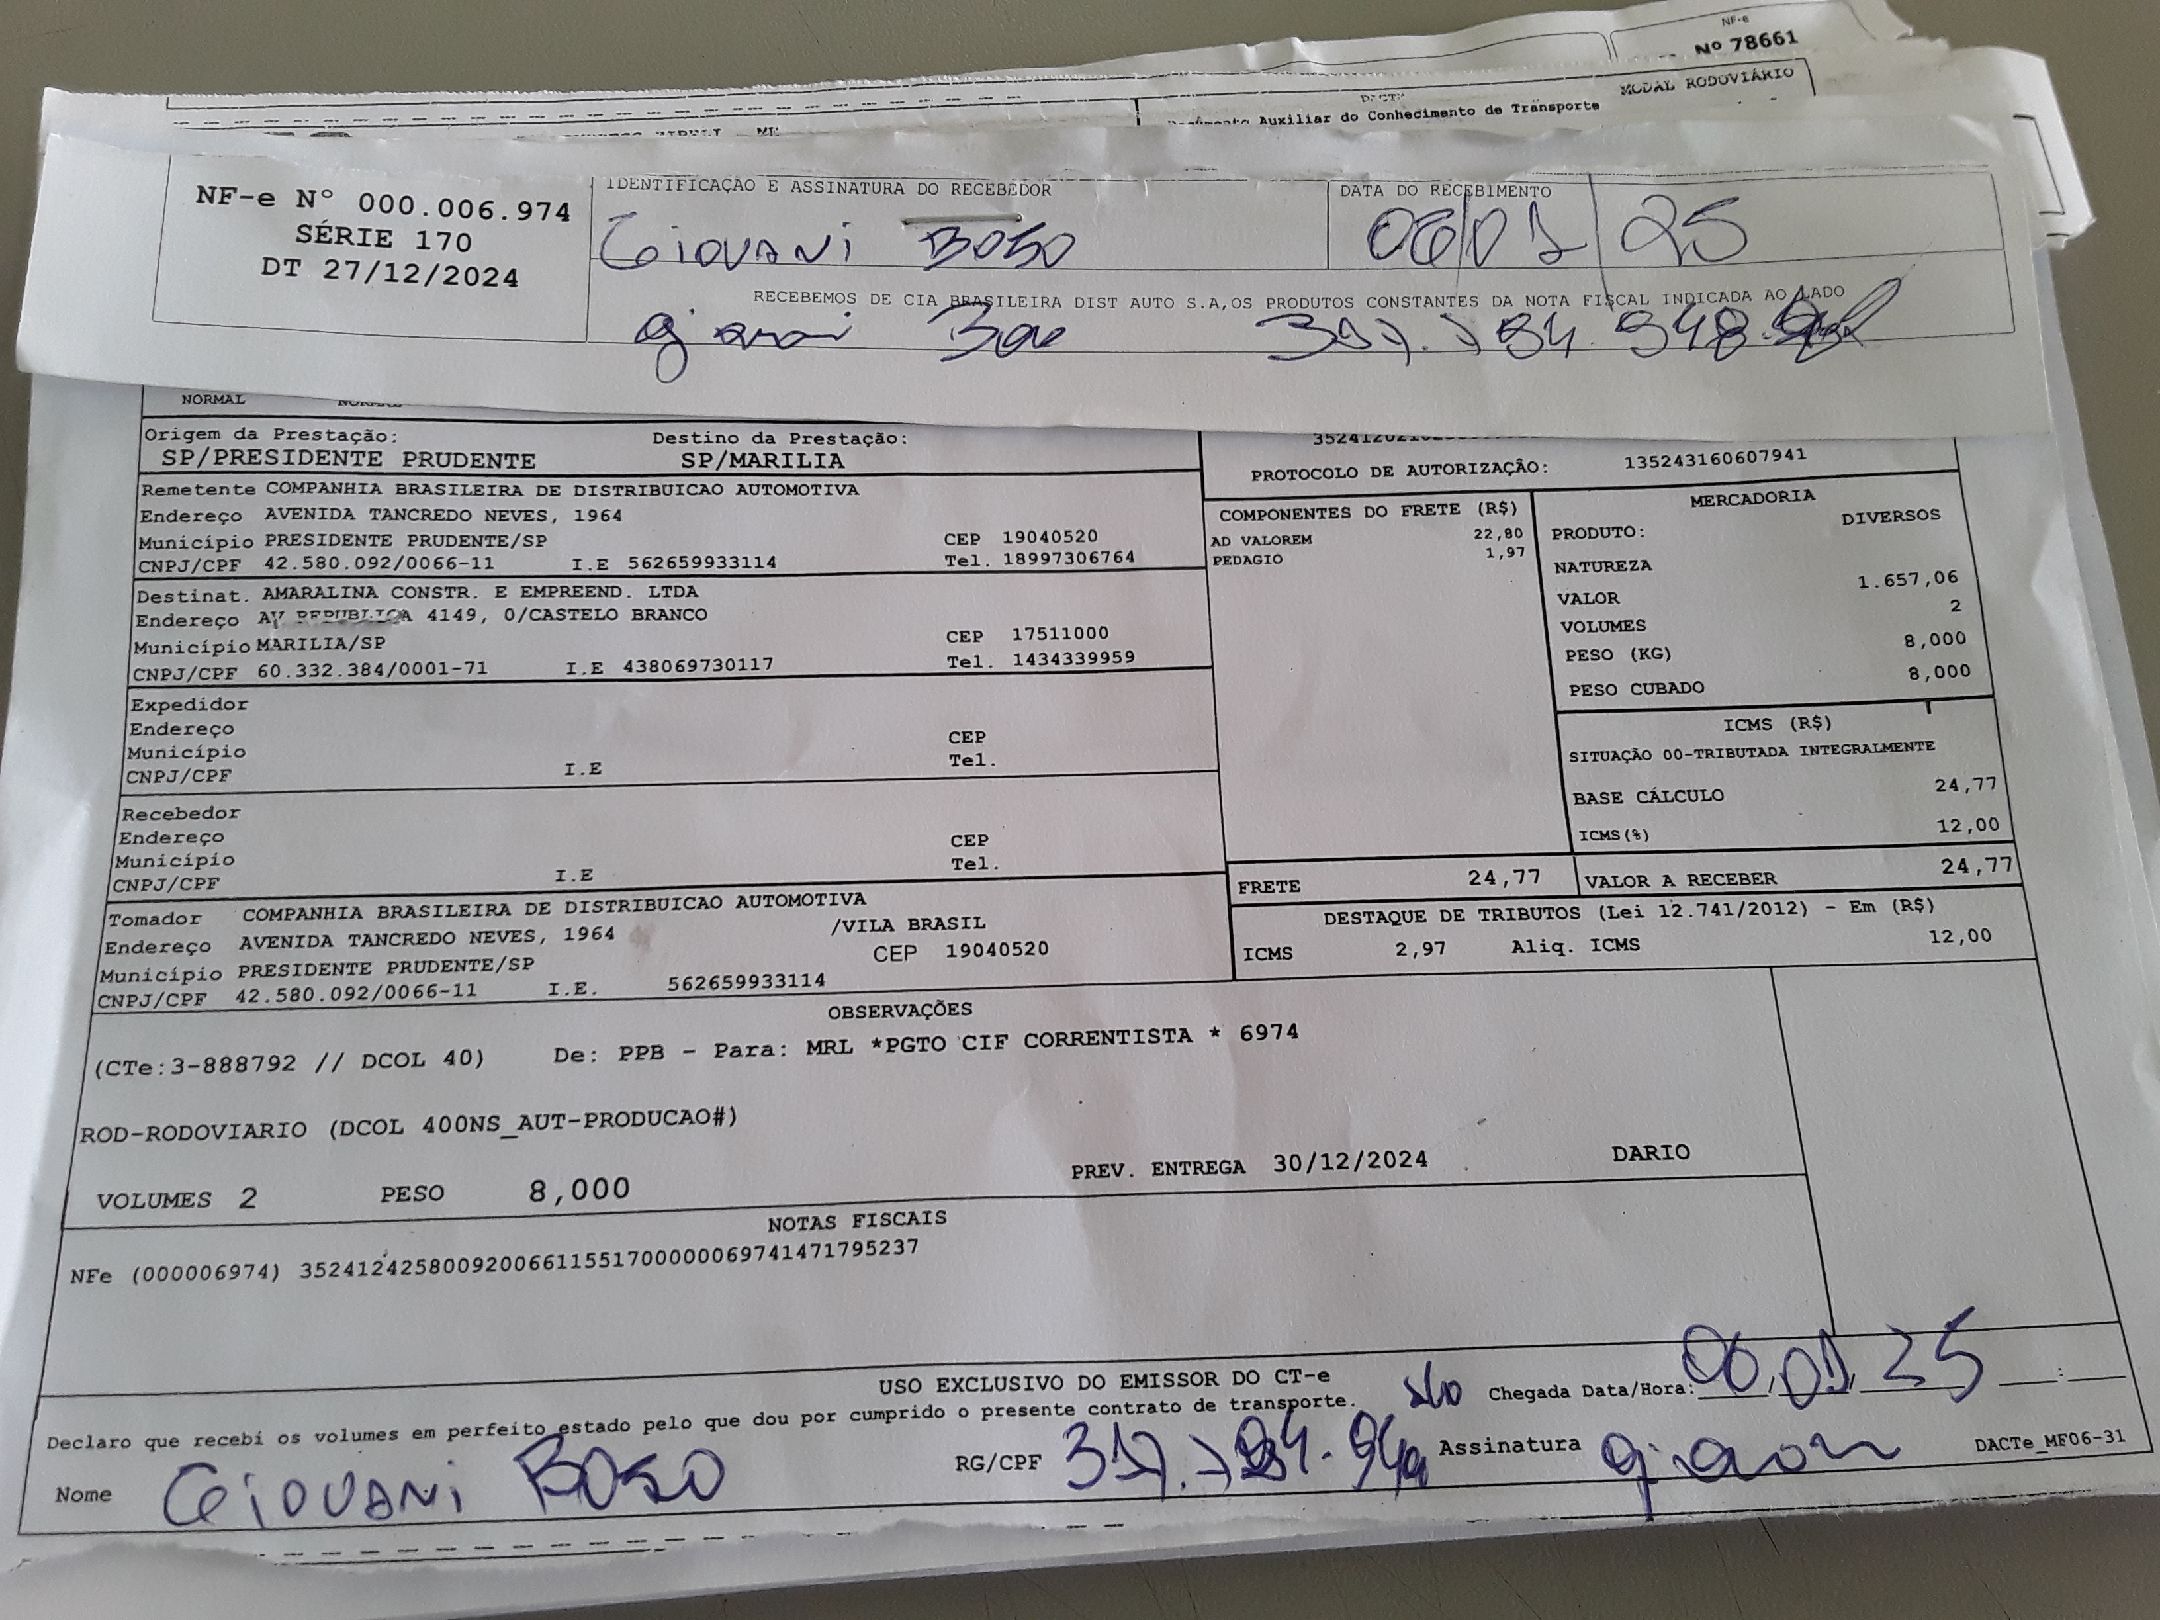 NF-e
Nº 78661
MODAL RODOVIÁRIO
Auxiliar do Conhecimento de Transporte
NF-e Nº 000.006.974
SÉRIE 170
DT 27/12/2024
IDENTIFICAÇÃO E ASSINATURA DO RECEBEDOR
Giovani Boso
DATA DO RECEBIMENTO
06/01/25
RECEBEMOS DE CIA BRASILEIRA DIST AUTO S.A,OS PRODUTOS CONSTANTES DA NOTA FISCAL INDICADA AO LADO
NORMAL
Origem da Prestação: Destino da Prestação:
SP/PRESIDENTE PRUDENTE SP/MARILIA
PROTOCOLO DE AUTORIZAÇÃO: 135243160607941
Remetente COMPANHIA BRASILEIRA DE DISTRIBUICAO AUTOMOTIVA
Endereço AVENIDA TANCREDO NEVES, 1964
Município PRESIDENTE PRUDENTE/SP CEP 19040520
CNPJ/CPF 42.580.092/0066-11 I.E 562659933114 Tel. 18997306764
Destinat. AMARALINA CONSTR. E EMPREEND. LTDA
Endereço AV REPUBLICA 4149, 0/CASTELO BRANCO
Município MARILIA/SP CEP 17511000
CNPJ/CPF 60.332.384/0001-71 I.E 438069730117 Tel. 1434339959
Expedidor
Endereço
Município CEP
CNPJ/CPF I.E Tel.
Recebedor
Endereço
Município CEP
CNPJ/CPF I.E Tel.
Tomador COMPANHIA BRASILEIRA DE DISTRIBUICAO AUTOMOTIVA
Endereço AVENIDA TANCREDO NEVES, 1964 /VILA BRASIL
Município PRESIDENTE PRUDENTE/SP CEP 19040520
CNPJ/CPF 42.580.092/0066-11 I.E. 562659933114
COMPONENTES DO FRETE (R$)
AD VALOREM 22,80
PEDAGIO 1,97
MERCADORIA
PRODUTO: DIVERSOS
NATUREZA
VALOR 1.657,06
VOLUMES 2
PESO (KG) 8,000
PESO CUBADO 8,000
ICMS (R$)
SITUAÇÃO 00-TRIBUTADA INTEGRALMENTE
BASE CÁLCULO 24,77
ICMS(%) 12,00
FRETE 24,77 VALOR A RECEBER 24,77
DESTAQUE DE TRIBUTOS (Lei 12.741/2012) - Em (R$)
ICMS 2,97 Aliq. ICMS 12,00
OBSERVAÇÕES
(CTe:3-888792 // DCOL 40) De: PPB - Para: MRL *PGTO CIF CORRENTISTA * 6974
ROD-RODOVIARIO (DCOL 400NS_AUT-PRODUCAO#)
VOLUMES 2 PESO 8,000 PREV. ENTREGA 30/12/2024 DARIO
NOTAS FISCAIS
NFe (000006974) 35241242580092006611551700000069741471795237
USO EXCLUSIVO DO EMISSOR DO CT-e
Declaro que recebi os volumes em perfeito estado pelo que dou por cumprido o presente contrato de transporte. Chegada Data/Hora: 06,01,25
Nome Giovani Boso RG/CPF Assinatura DACTe_MF06-31